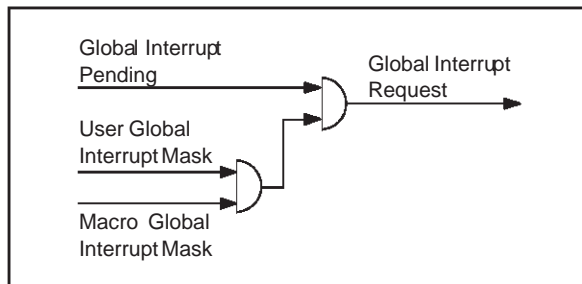 Global Interrupt
Pending
Global Interrupt
Request
User Global
Interrupt Mask
Macro Global
Interrupt Mask